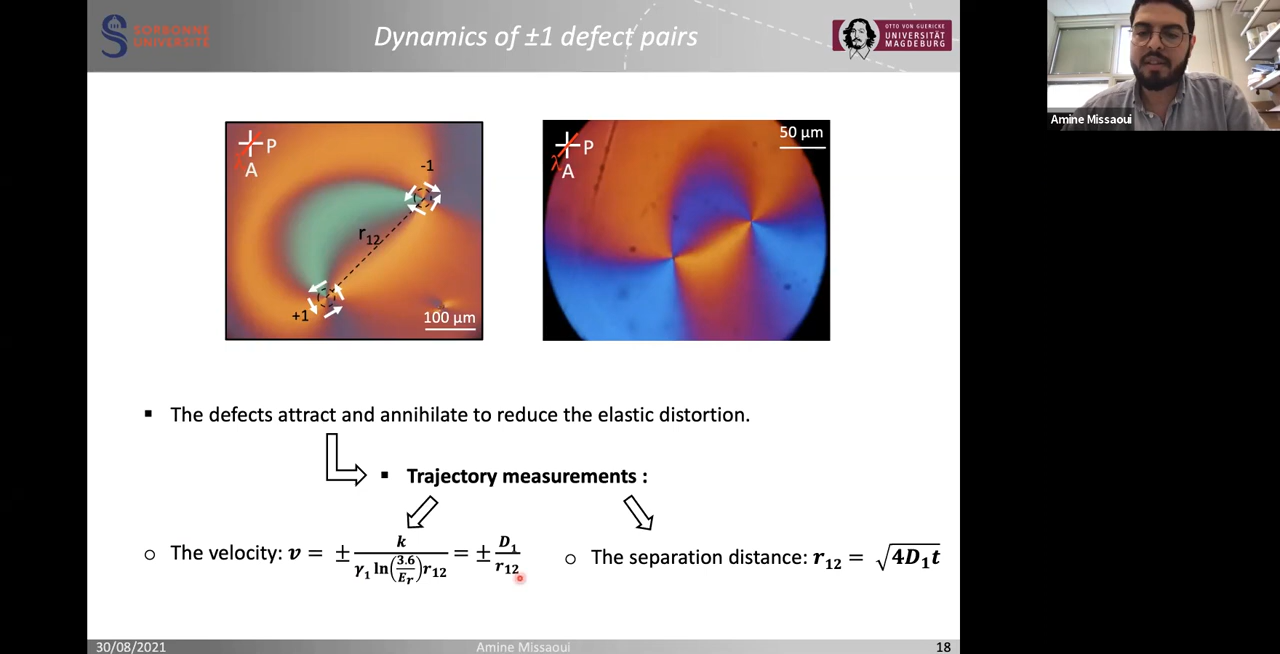 SORBONNE
UNIVERSITÉ
Dynamics of ±1 defect pairs
OTTO VON GUERICKE
UNIVERSITÄT
MAGDEBURG
P
A
-1
r12
+1
100 µm
50 µm
P
λ
A
▪ The defects attract and annihilate to reduce the elastic distortion.
▪ Trajectory measurements :
○ The velocity: v = ± k / (γ1 ln(3.6/Er) r12) = ± D1/r12
○ The separation distance: r12 = √4D1t
30/08/2021
Amine Missaoui
18
Amine Missaoui